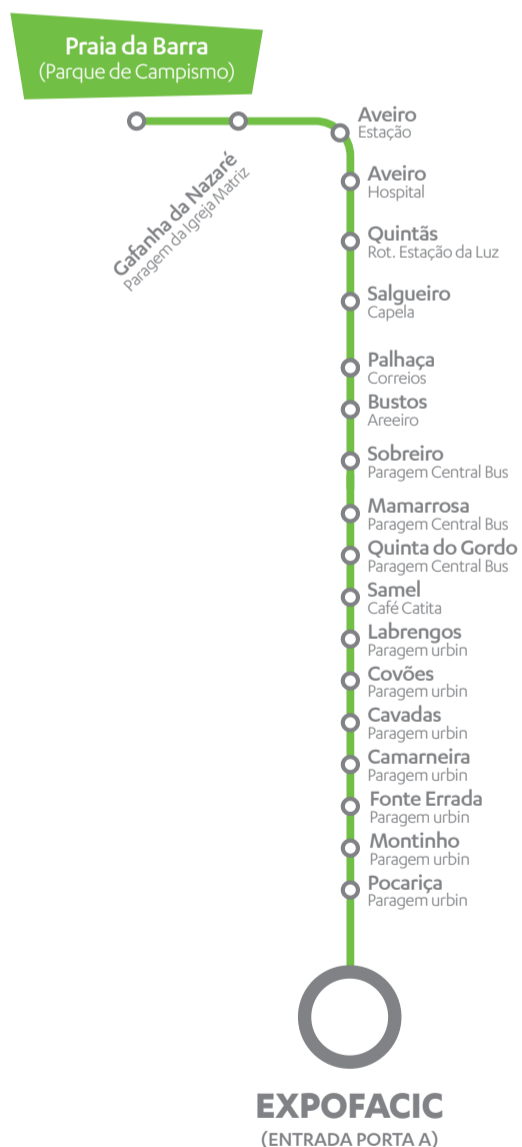 Praia da Barra
(Parque de Campismo)
Gafanha da Nazaré
Paragem da Igreja Matriz
Aveiro
Estação
Aveiro
Hospital
Quintãs
Rot. Estação da Luz
Salgueiro
Capela
Palhaça
Correios
Bustos
Areeiro
Sobreiro
Paragem Central Bus
Mamarrosa
Paragem Central Bus
Quinta do Gordo
Paragem Central Bus
Samel
Café Catita
Labrengos
Paragem urbin
Covões
Paragem urbin
Cavadas
Paragem urbin
Camarneira
Paragem urbin
Fonte Errada
Paragem urbin
Montinho
Paragem urbin
Pocariça
Paragem urbin
EXPOFACIC
(ENTRADA PORTA A)